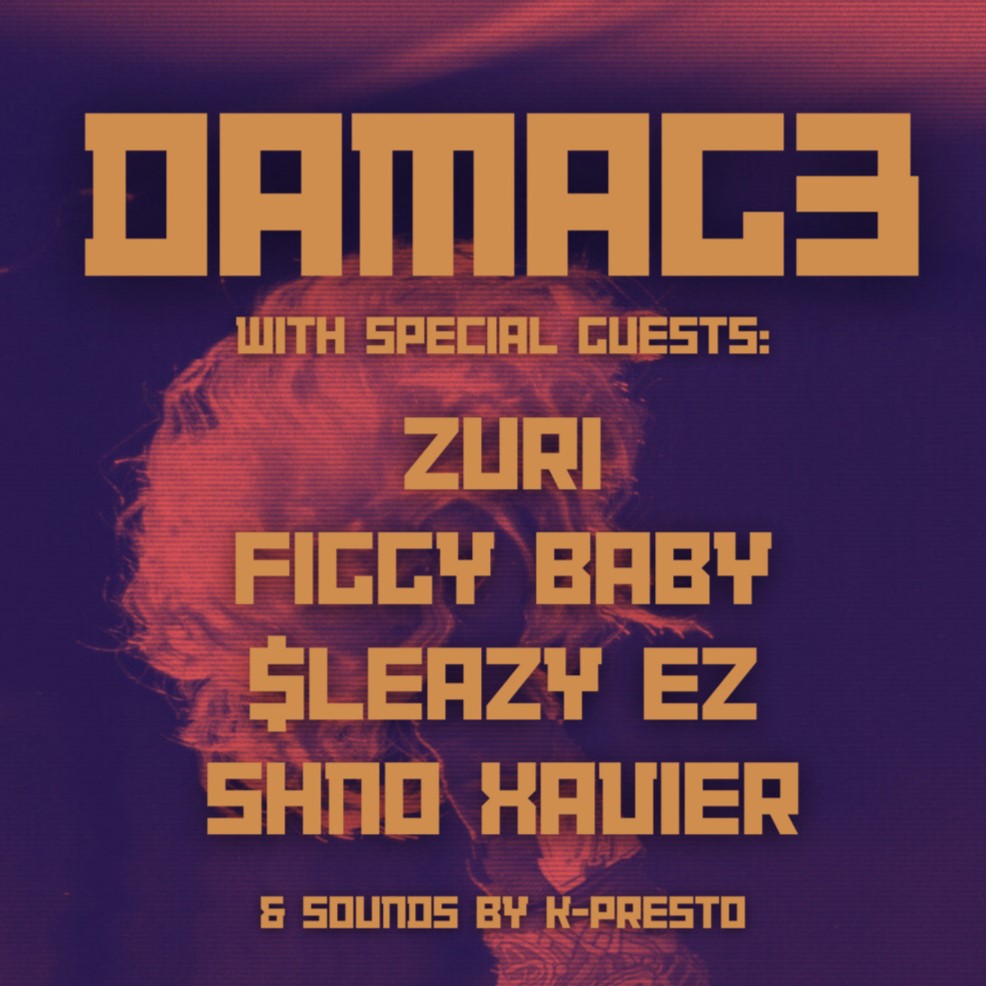 DAMAG3
WITH SPECIAL GUESTS:
ZURI
FIGGY BABY
$LEAZY EZ
SHNO XAVIER
& SOUNDS BY K-PRESTO